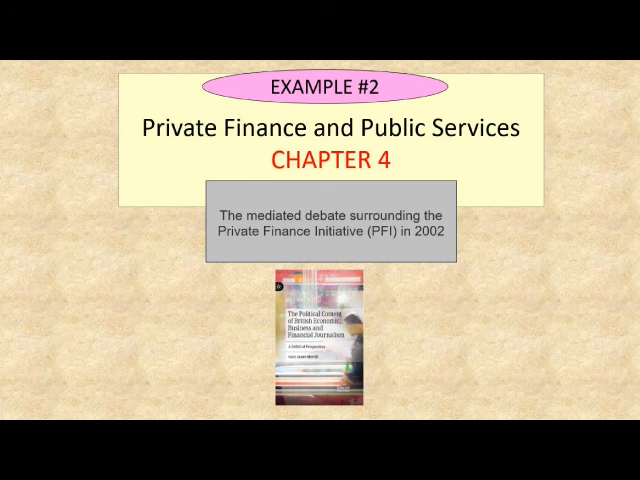 EXAMPLE #2
Private Finance and Public Services
CHAPTER 4
The mediated debate surrounding the
Private Finance Initiative (PFI) in 2002
The Political Content
of British Economic,
Business and
Financial Journalism